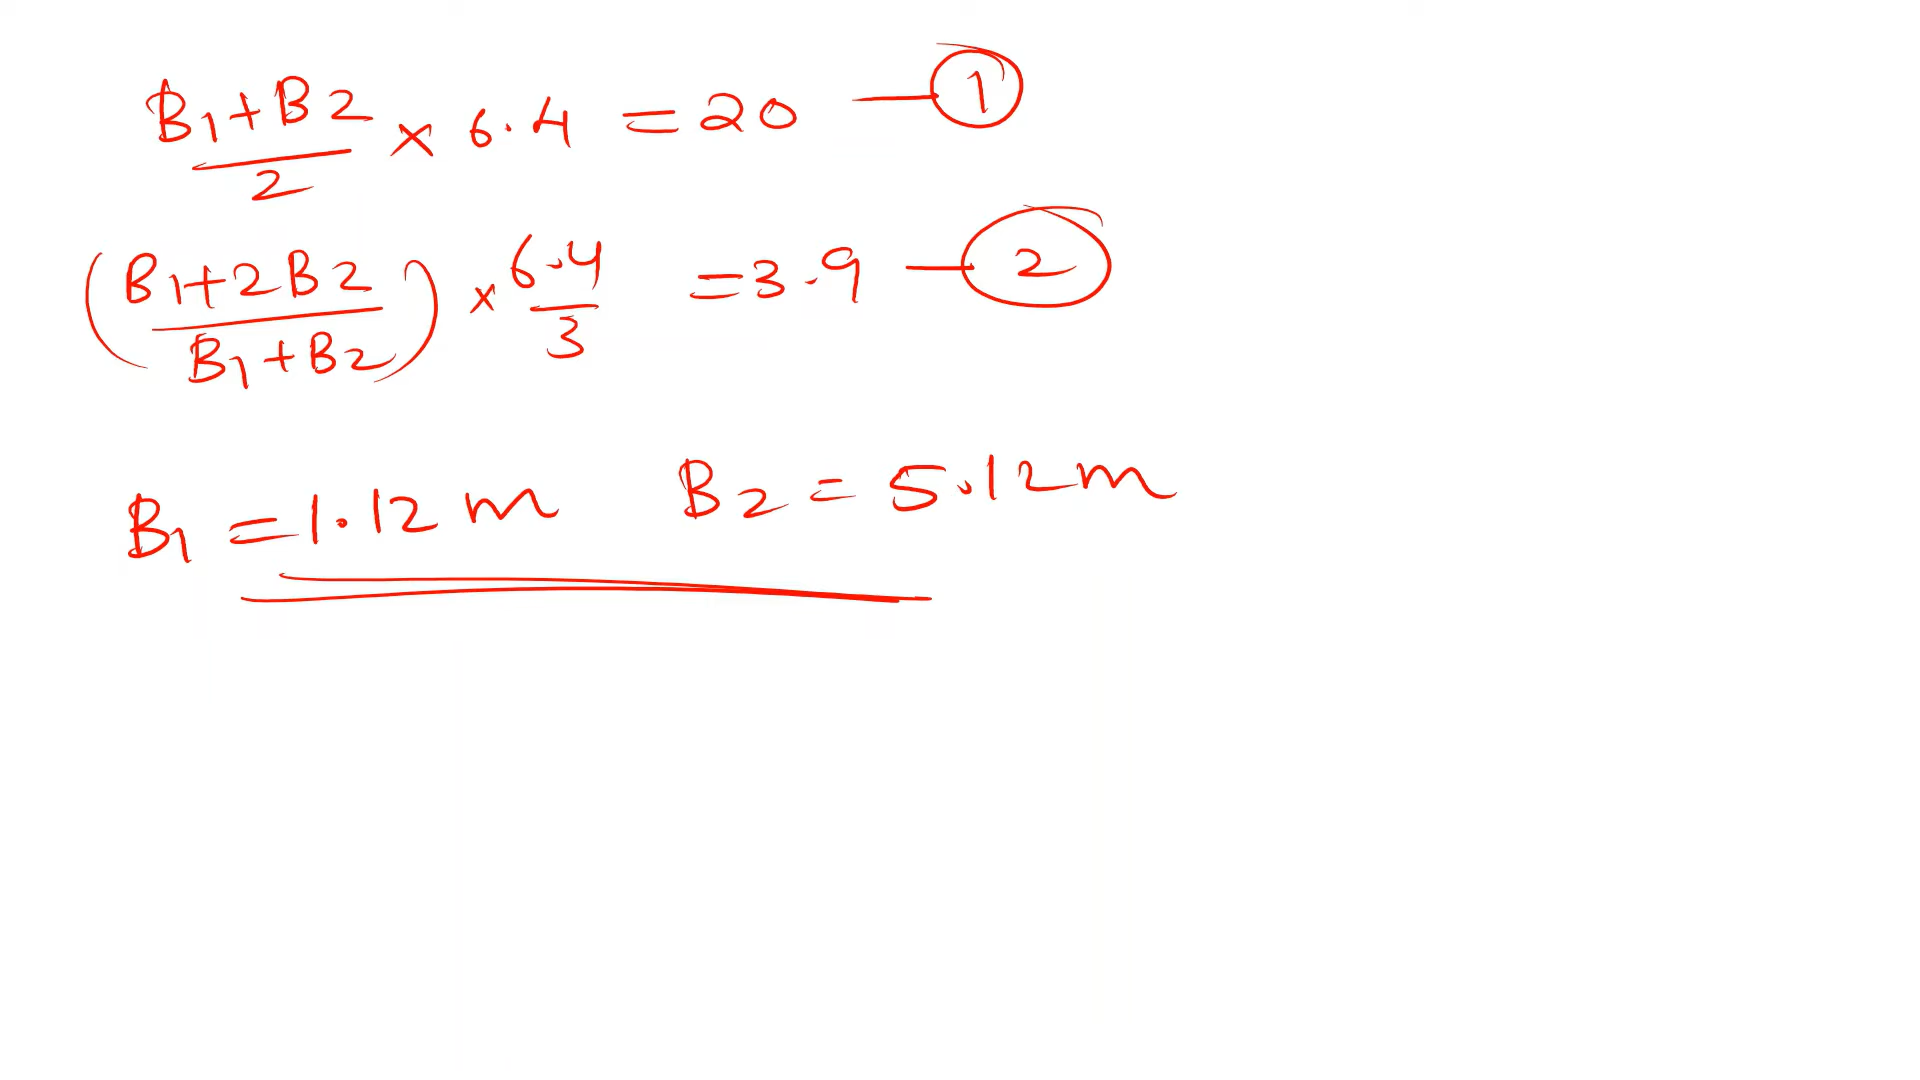 B1+B2/2 × 6.4 = 20 — 1
(B1+2B2/B1+B2) × 6.4/3 = 3.9 — 2
B1 = 1.12 m B2 = 5.12 m